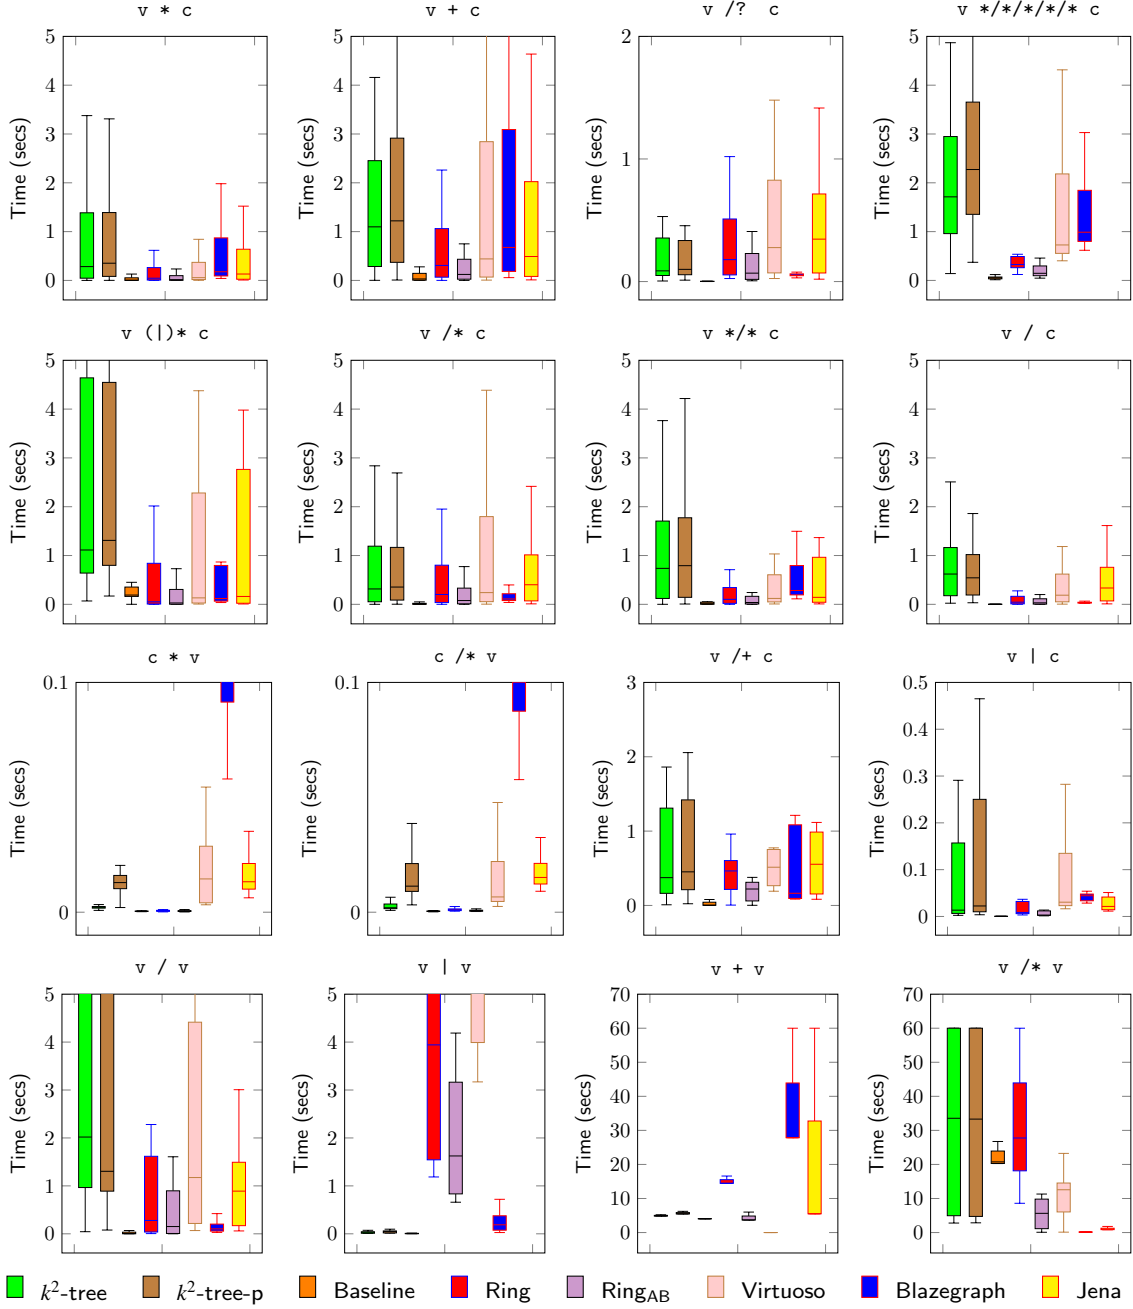 v * c
v + c
v /? c
v */*/*/*/* c
5
4
3
2
1
0
Time (secs)
5
4
3
2
1
0
Time (secs)
2
1
0
Time (secs)
5
4
3
2
1
0
Time (secs)
v (|)* c
v /* c
v */* c
v / c
5
4
3
2
1
0
Time (secs)
5
4
3
2
1
0
Time (secs)
5
4
3
2
1
0
Time (secs)
5
4
3
2
1
0
Time (secs)
c * v
c /* v
v /+ c
v | c
0.1
0
Time (secs)
0.1
0
Time (secs)
3
2
1
0
Time (secs)
0.5
0.4
0.3
0.2
0.1
0
Time (secs)
v / v
v | v
v + v
v /* v
5
4
3
2
1
0
Time (secs)
5
4
3
2
1
0
Time (secs)
70
60
50
40
30
20
10
0
Time (secs)
70
60
50
40
30
20
10
0
Time (secs)
k²-tree k²-tree-p Baseline Ring Ring_AB Virtuoso Blazegraph Jena